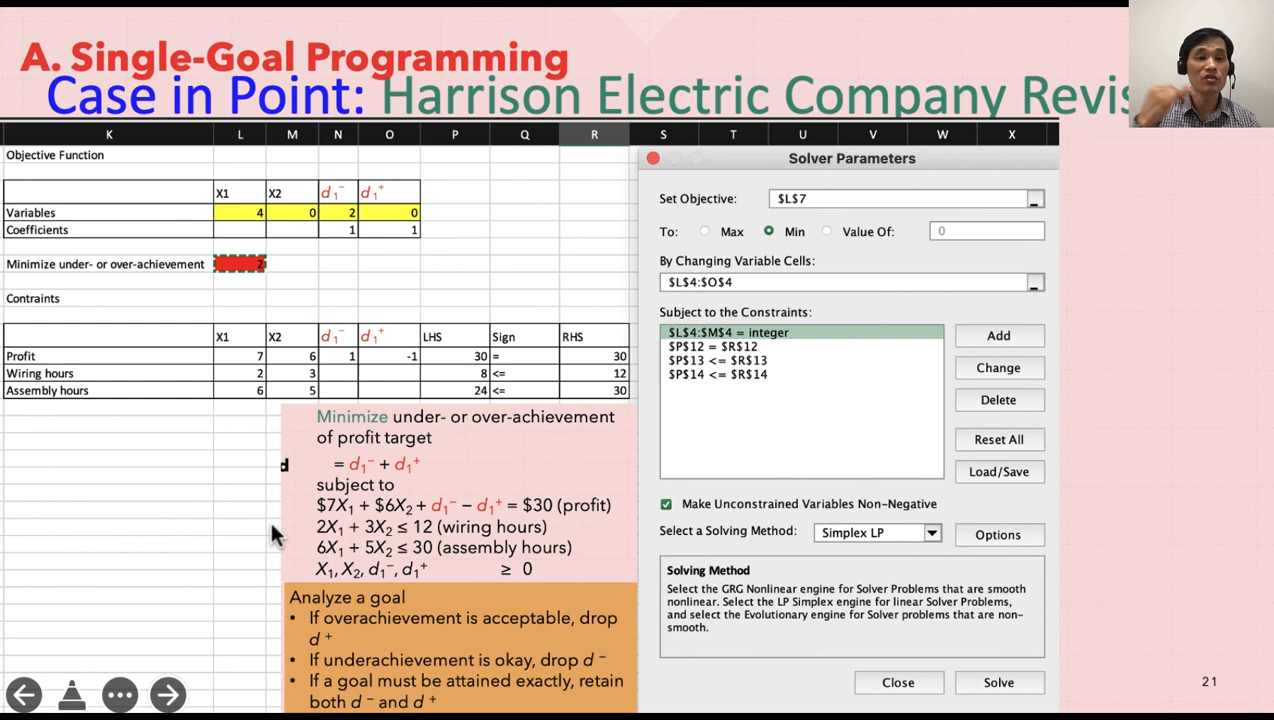 A. Single-Goal Programming
Case in Point: Harrison Electric Company Revis
K L M N O P Q R S T U V W X
Objective Function
X1 X2 d1⁻ d1⁺
Variables 4 0 2 0
Coefficients 1 1
Minimize under- or over-achievement 2
Contraints
X1 X2 d1⁻ d1⁺ LHS Sign RHS
Profit 7 6 1 -1 30 = 30
Wiring hours 2 3 8 <= 12
Assembly hours 6 5 24 <= 30
Minimize under- or over-achievement
of profit target
d = d1⁻ + d1⁺
subject to
$7X1 + $6X2 + d1⁻ − d1⁺ = $30 (profit)
2X1 + 3X2 ≤ 12 (wiring hours)
6X1 + 5X2 ≤ 30 (assembly hours)
X1, X2, d1⁻, d1⁺ ≥ 0
Analyze a goal
• If overachievement is acceptable, drop
d ⁺
• If underachievement is okay, drop d ⁻
• If a goal must be attained exactly, retain
both d ⁻ and d ⁺
Solver Parameters
Set Objective: $L$7
To: Max Min Value Of: 0
By Changing Variable Cells:
$L$4:$O$4
Subject to the Constraints:
$L$4:$M$4 = integer
$P$12 = $R$12
$P$13 <= $R$13
$P$14 <= $R$14
Add
Change
Delete
Reset All
Load/Save
Make Unconstrained Variables Non-Negative
Select a Solving Method: Simplex LP Options
Solving Method
Select the GRG Nonlinear engine for Solver Problems that are smooth
nonlinear. Select the LP Simplex engine for linear Solver Problems,
and select the Evolutionary engine for Solver problems that are non-
smooth.
Close Solve
21